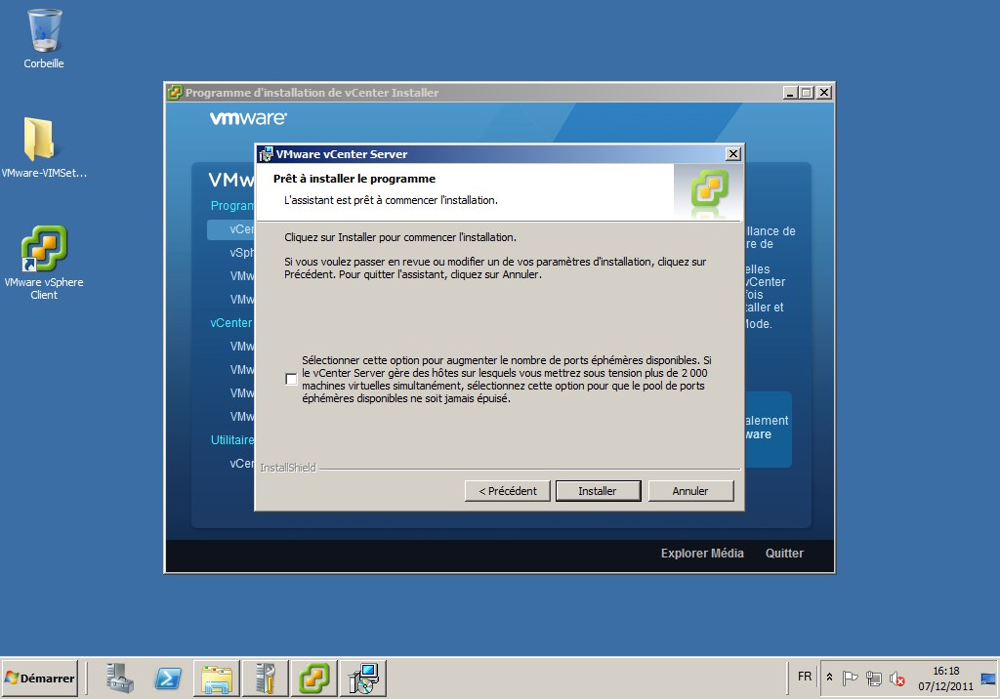 Corbeille
VMware-VIMSet...
VMware vSphere
Client
Programme d'installation de vCenter Installer
vmware
VMware vCenter Server
Prêt à installer le programme
L'assistant est prêt à commencer l'installation.
Cliquez sur Installer pour commencer l'installation.
Si vous voulez passer en revue ou modifier un de vos paramètres d'installation, cliquez sur
Précédent. Pour quitter l'assistant, cliquez sur Annuler.
Sélectionner cette option pour augmenter le nombre de ports éphémères disponibles. Si
le vCenter Server gère des hôtes sur lesquels vous mettrez sous tension plus de 2 000
machines virtuelles simultanément, sélectionnez cette option pour que le pool de ports
éphémères disponibles ne soit jamais épuisé.
InstallShield
< Précédent
Installer
Annuler
VMw
Program
vCer
vSph
VMw
VMw
vCenter
VMw
VMw
VMw
VMw
Utilitaire
vCer
llance de
re de
elles
vCenter
fois
taller et
Mode.
alement
ware
Explorer Média
Quitter
Démarrer
FR
16:18
07/12/2011